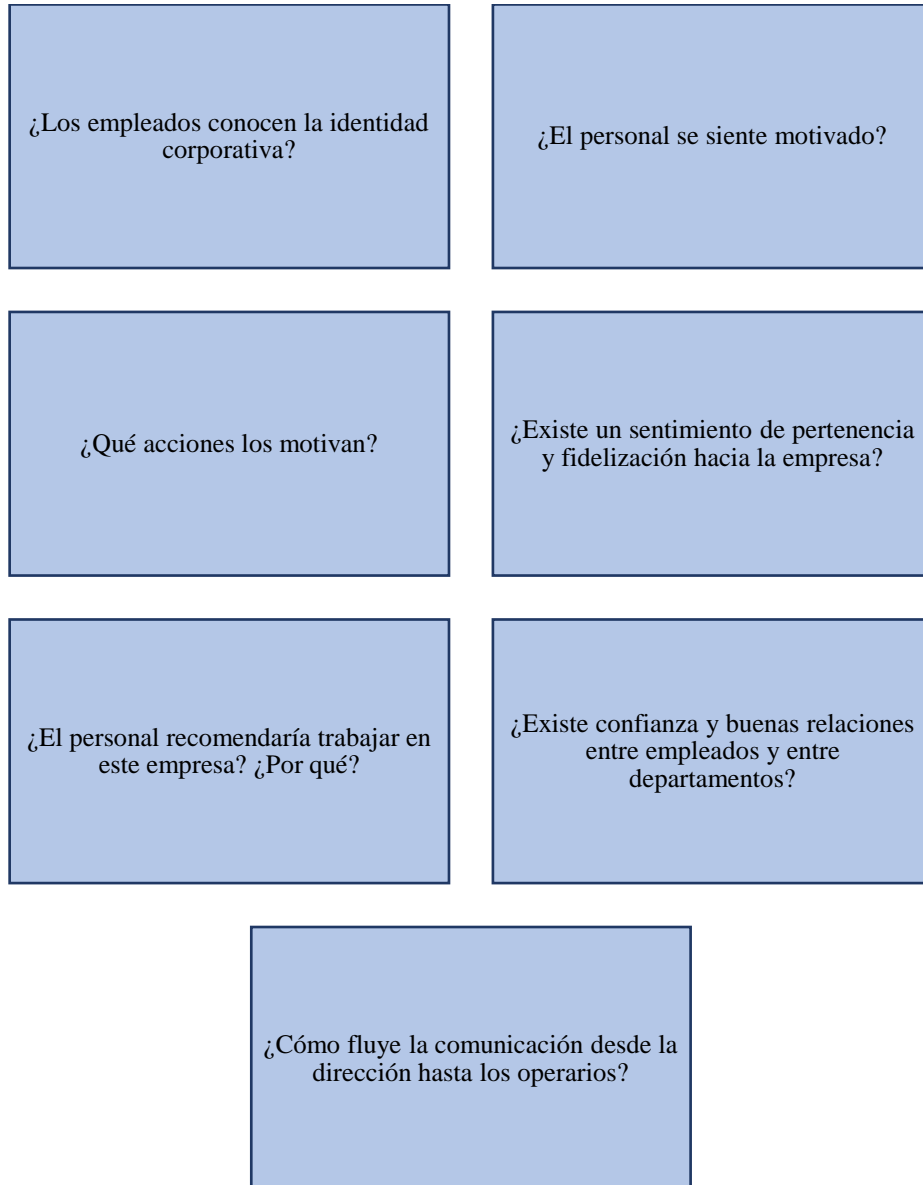 ¿Los empleados conocen la identidad
corporativa?
¿El personal se siente motivado?
¿Qué acciones los motivan?
¿Existe un sentimiento de pertenencia
y fidelización hacia la empresa?
¿El personal recomendaría trabajar en
este empresa? ¿Por qué?
¿Existe confianza y buenas relaciones
entre empleados y entre
departamentos?
¿Cómo fluye la comunicación desde la
dirección hasta los operarios?